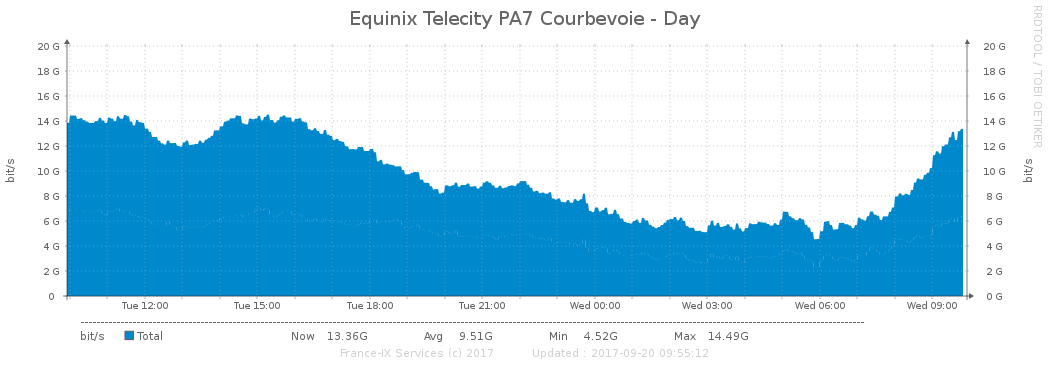 Equinix Telecity PA7 Courbevoie - Day
RRDTOOL / TOBI OETIKER
bit/s
20 G 20 G
18 G 18 G
16 G 16 G
14 G 14 G
12 G 12 G
10 G 10 G
8 G 8 G
6 G 6 G
4 G 4 G
2 G 2 G
0 0 G
bit/s
Tue 12:00 Tue 15:00 Tue 18:00 Tue 21:00 Wed 00:00 Wed 03:00 Wed 06:00 Wed 09:00
bit/s Total Now 13.36G Avg 9.51G Min 4.52G Max 14.49G
France-IX Services (c) 2017 Updated : 2017-09-20 09:55:12